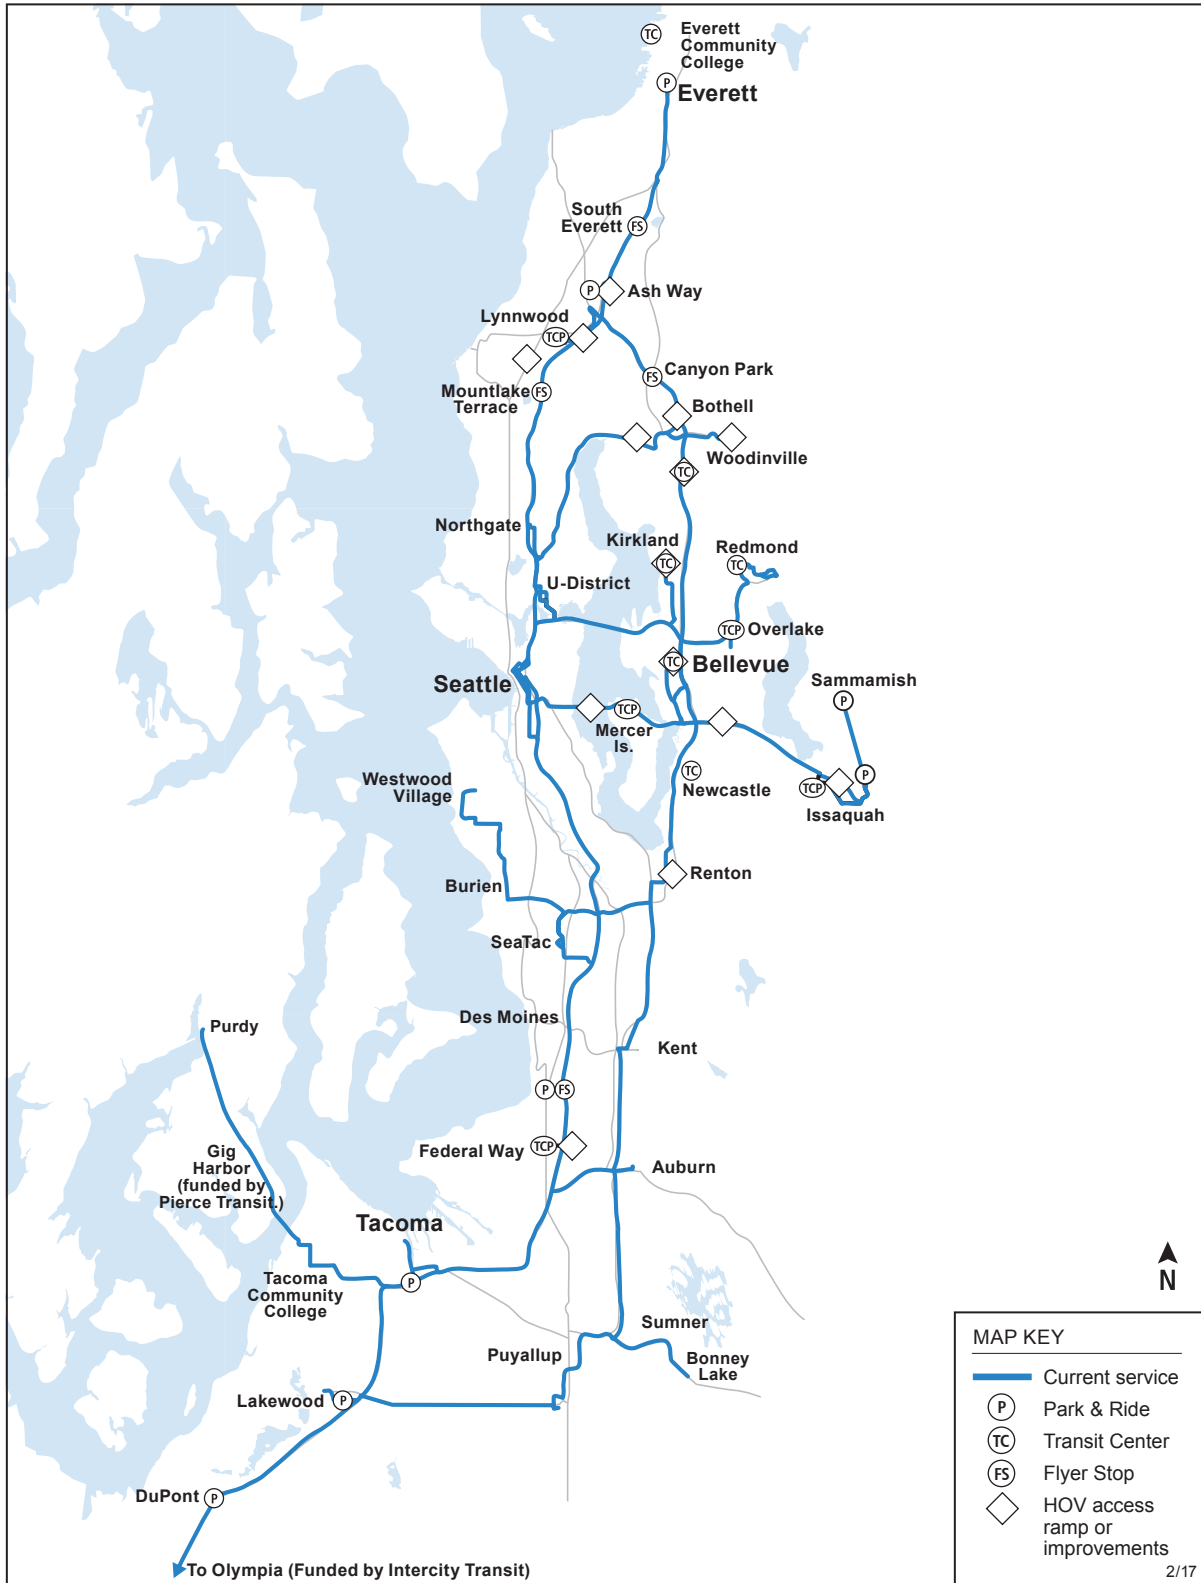 TC
Everett
Community
College
P
Everett
South
Everett
FS
P
Ash Way
Lynnwood
TCP
Canyon Park
FS
Mountlake
Terrace
FS
Bothell
Woodinville
TC
Northgate
Kirkland
TC
Redmond
TC
U-District
TCP
Overlake
TC
Bellevue
Seattle
Sammamish
P
TCP
Mercer
Is.
Westwood
Village
TC
Newcastle
P
TCP
Issaquah
Renton
Burien
SeaTac
Des Moines
Purdy
Kent
P
FS
Federal Way
TCP
Gig
Harbor
(funded by
Pierce Transit.)
Auburn
Tacoma
N
Tacoma
Community
College
P
Sumner
Puyallup
Bonney
Lake
Lakewood
P
DuPont
P
To Olympia (Funded by Intercity Transit)
MAP KEY
Current service
P
Park & Ride
TC
Transit Center
FS
Flyer Stop
HOV access
ramp or
improvements
2/17